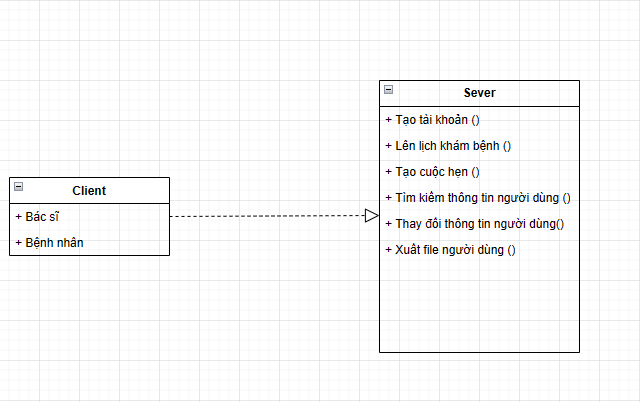 Sever
+ Tạo tài khoản ()
+ Lên lịch khám bệnh ()
+ Tạo cuộc hẹn ()
+ Tìm kiếm thông tin người dùng ()
+ Thay đổi thông tin người dùng()
+ Xuất file người dùng ()
Client
+ Bác sĩ
+ Bệnh nhân